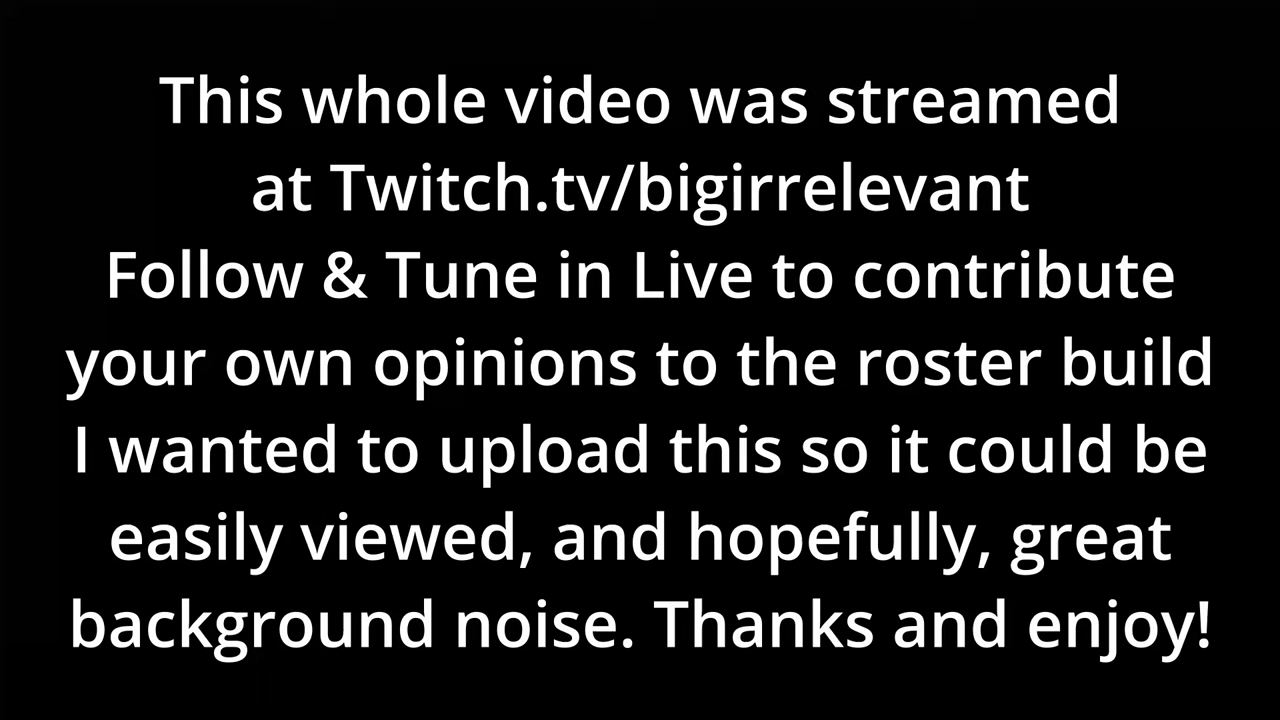 This whole video was streamed
at Twitch.tv/bigirrelevant
Follow & Tune in Live to contribute
your own opinions to the roster build
I wanted to upload this so it could be
easily viewed, and hopefully, great
background noise. Thanks and enjoy!